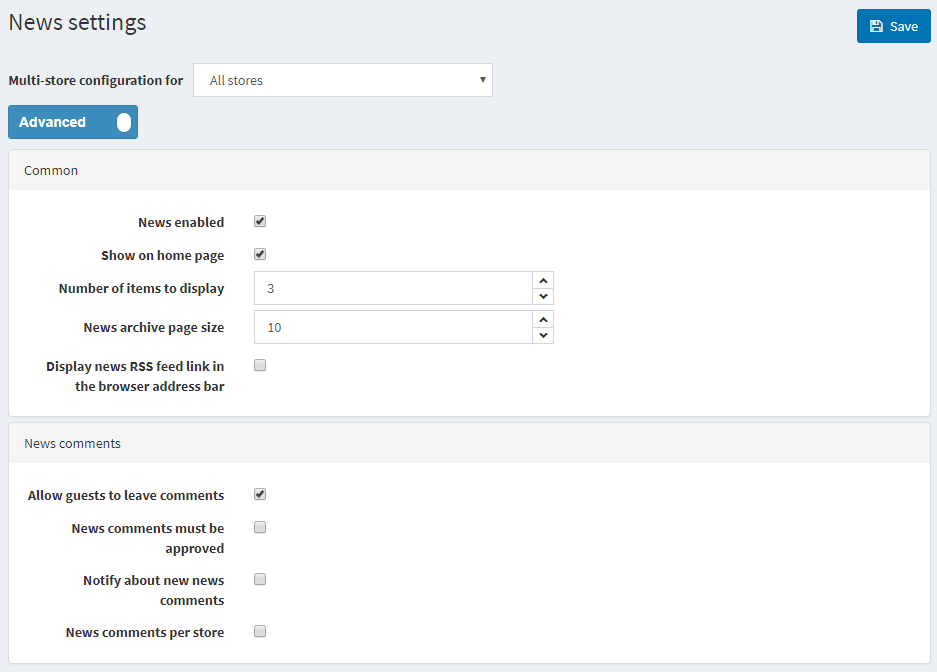 News settings
Save
Multi-store configuration for
All stores
Advanced
Common
News enabled
Show on home page
Number of items to display
3
News archive page size
10
Display news RSS feed link in
the browser address bar
News comments
Allow guests to leave comments
News comments must be
approved
Notify about new news
comments
News comments per store